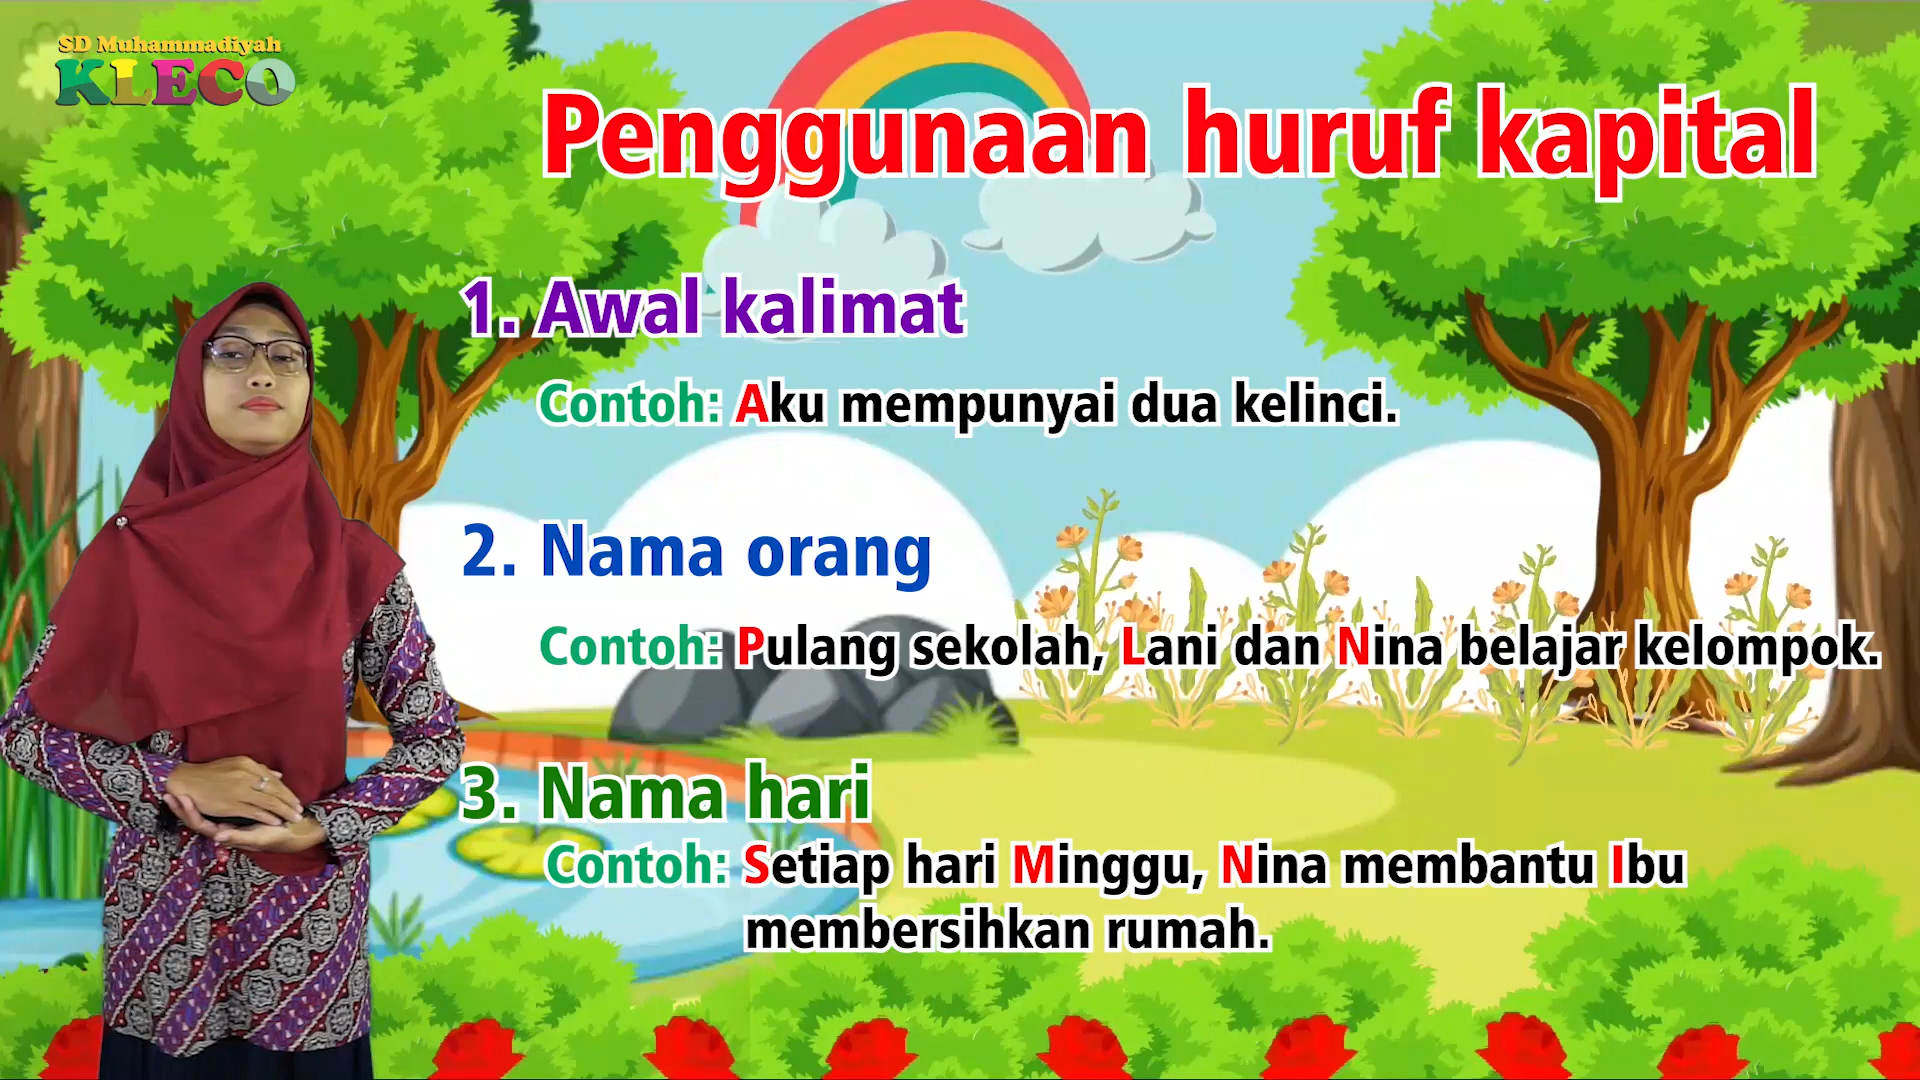 SD Muhammadiyah
KLECO
Penggunaan huruf kapital
1. Awal kalimat
Contoh: Aku mempunyai dua kelinci.
2. Nama orang
Contoh: Pulang sekolah, Lani dan Nina belajar kelompok.
3. Nama hari
Contoh: Setiap hari Minggu, Nina membantu Ibu
membersihkan rumah.